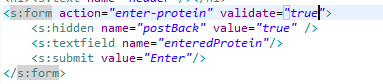 <s:form action="enter-protein" validate="true">
<s:hidden name="postBack" value="true" />
<s:textfield name="enteredProtein"/>
<s:submit value="Enter"/>
</s:form>